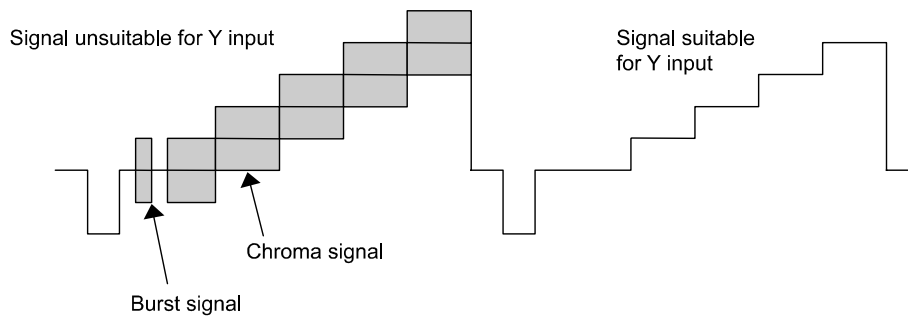 Signal unsuitable for Y input
Signal suitable
for Y input
Chroma signal
Burst signal